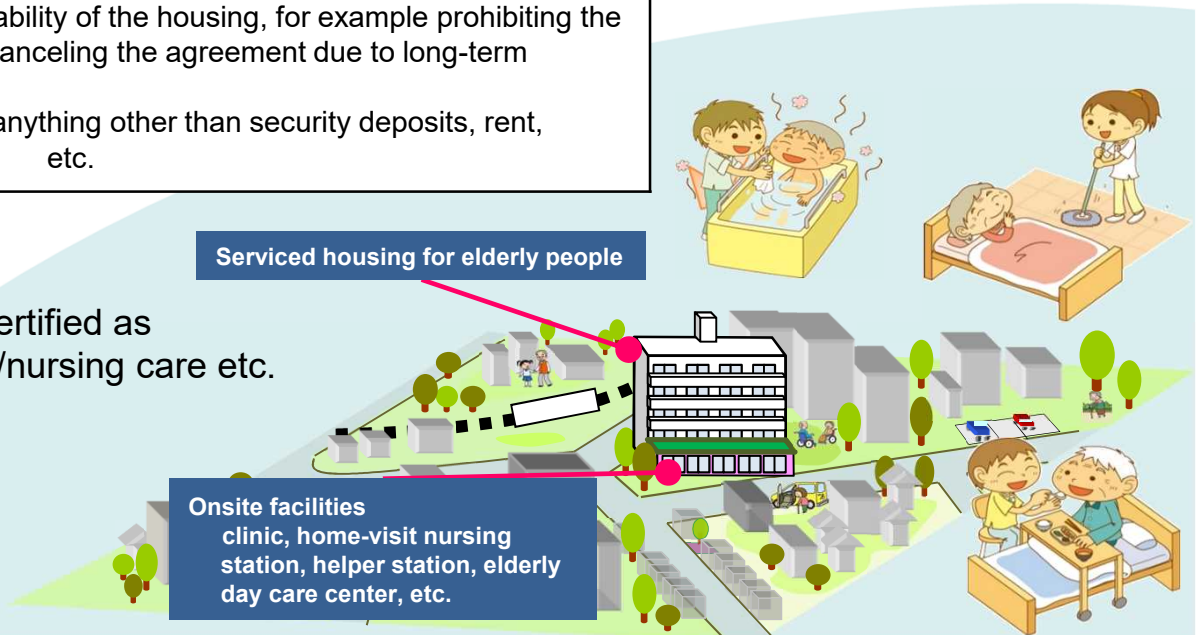 ability of the housing, for example prohibiting the
anceling the agreement due to long-term
anything other than security deposits, rent,
etc.
Serviced housing for elderly people
ertified as
/nursing care etc.
Onsite facilities
clinic, home-visit nursing
station, helper station, elderly
day care center, etc.